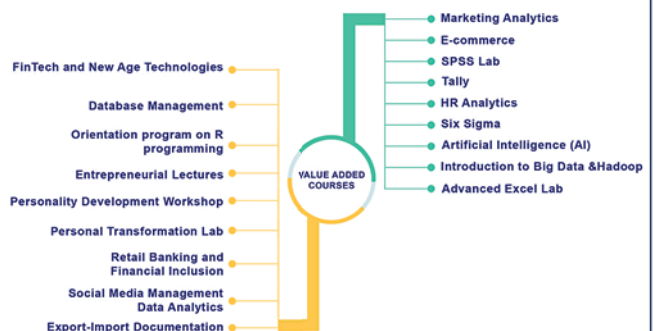 Marketing Analytics
E-commerce
SPSS Lab
Tally
HR Analytics
Six Sigma
Artificial Intelligence (AI)
Introduction to Big Data &Hadoop
Advanced Excel Lab
VALUE ADDED
COURSES
FinTech and New Age Technologies
Database Management
Orientation program on R
programming
Entrepreneurial Lectures
Personality Development Workshop
Personal Transformation Lab
Retail Banking and
Financial Inclusion
Social Media Management
Data Analytics
Export-Import Documentation